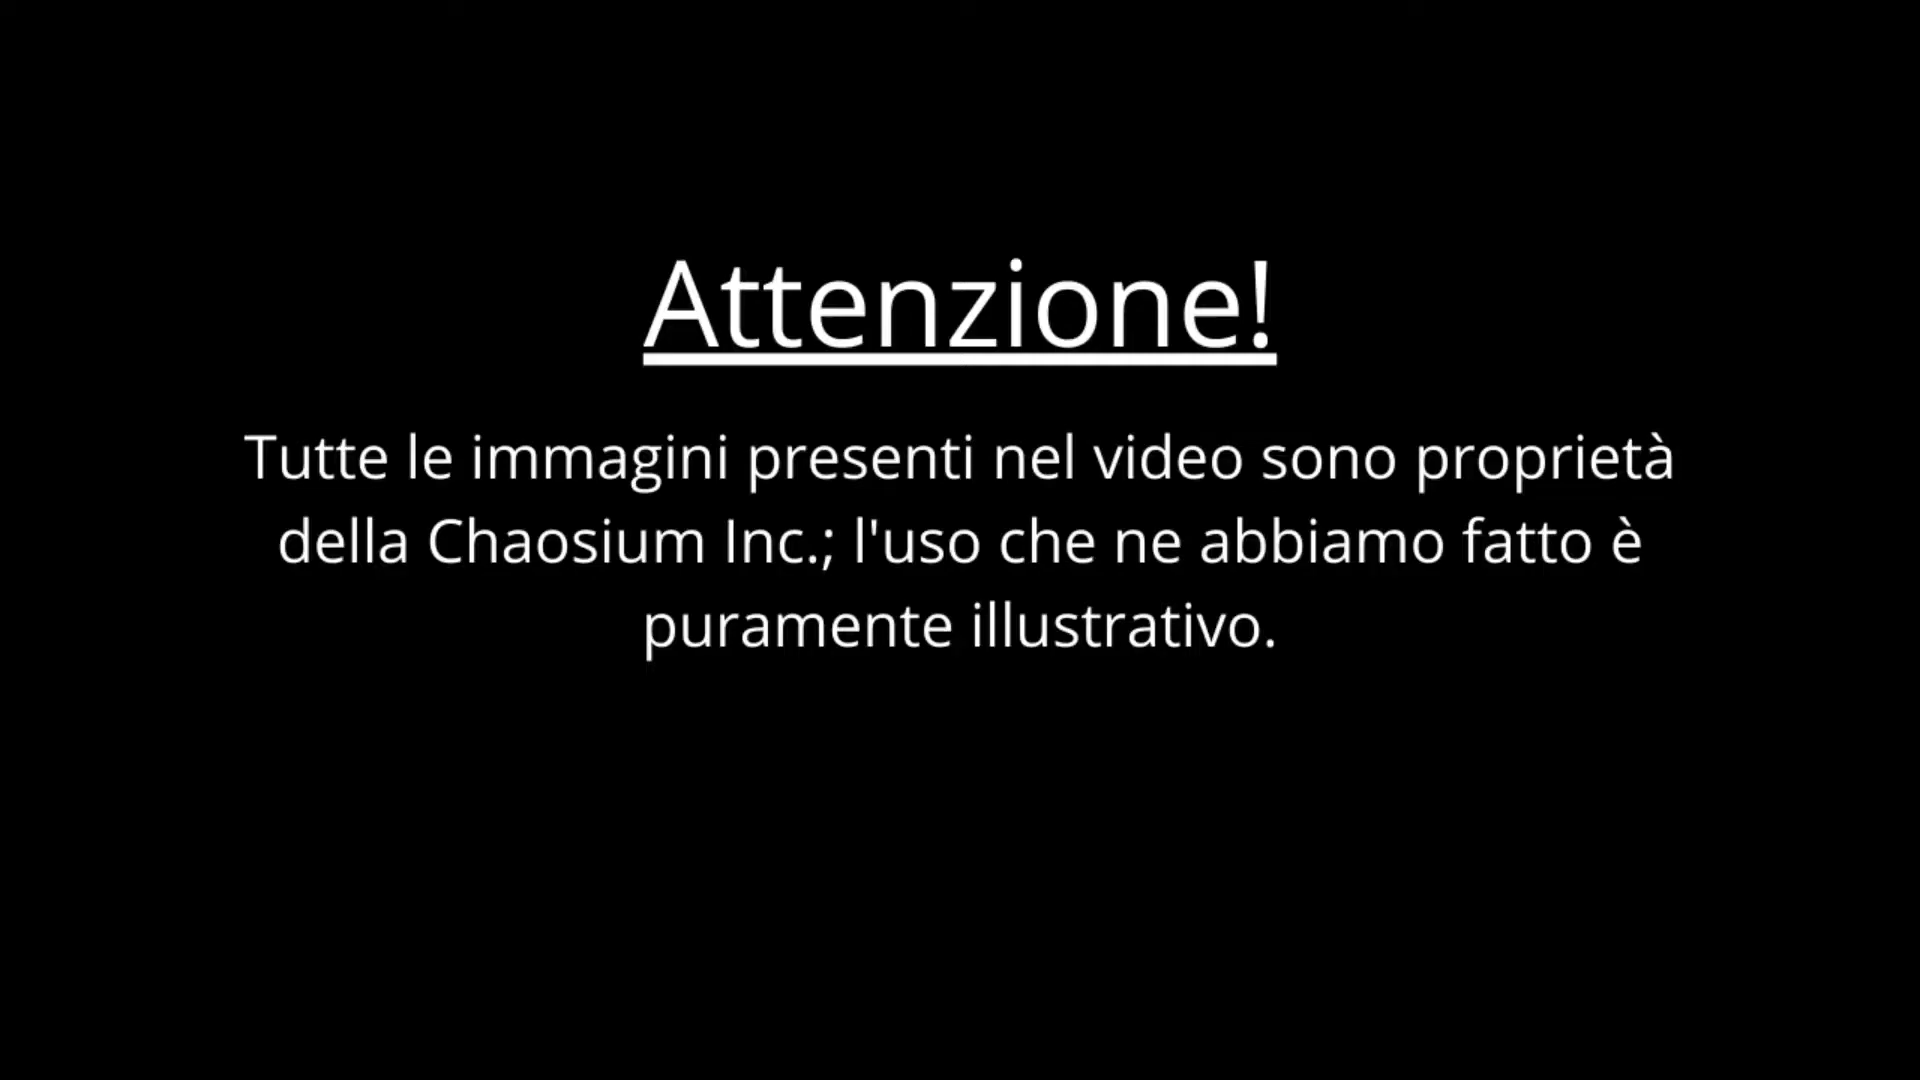 Attenzione!
Tutte le immagini presenti nel video sono proprietà
della Chaosium Inc.; l'uso che ne abbiamo fatto è
puramente illustrativo.